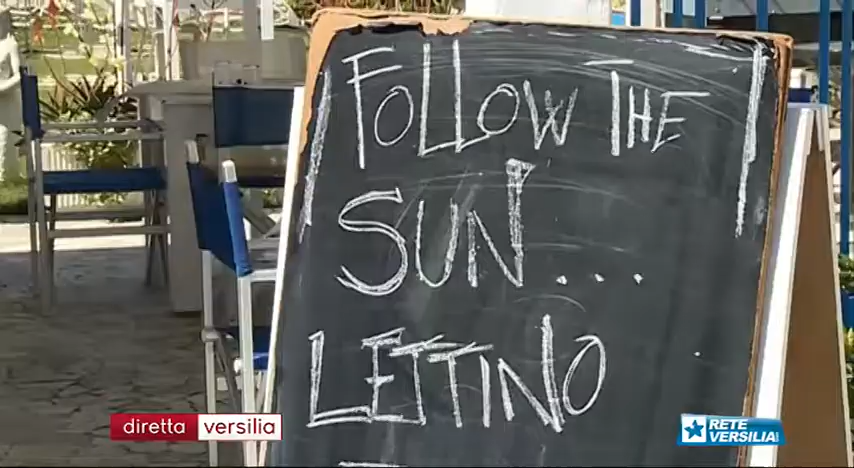 FOLLOW THE
SUN....
LETTINO
diretta versilia
RETE
VERSILIA